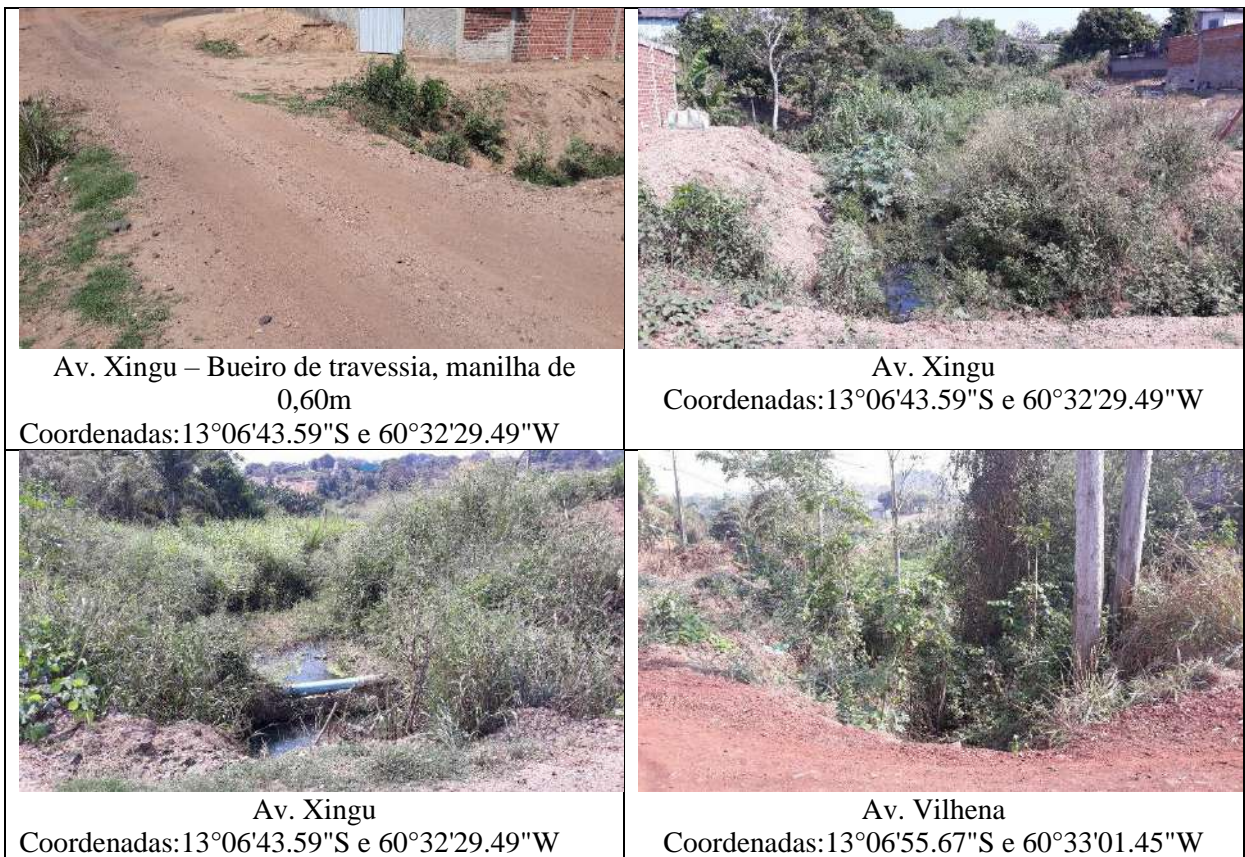 Av. Xingu – Bueiro de travessia, manilha de
0,60m
Coordenadas:13°06'43.59"S e 60°32'29.49"W
Av. Xingu
Coordenadas:13°06'43.59"S e 60°32'29.49"W
Av. Xingu
Coordenadas:13°06'43.59"S e 60°32'29.49"W
Av. Vilhena
Coordenadas:13°06'55.67"S e 60°33'01.45"W